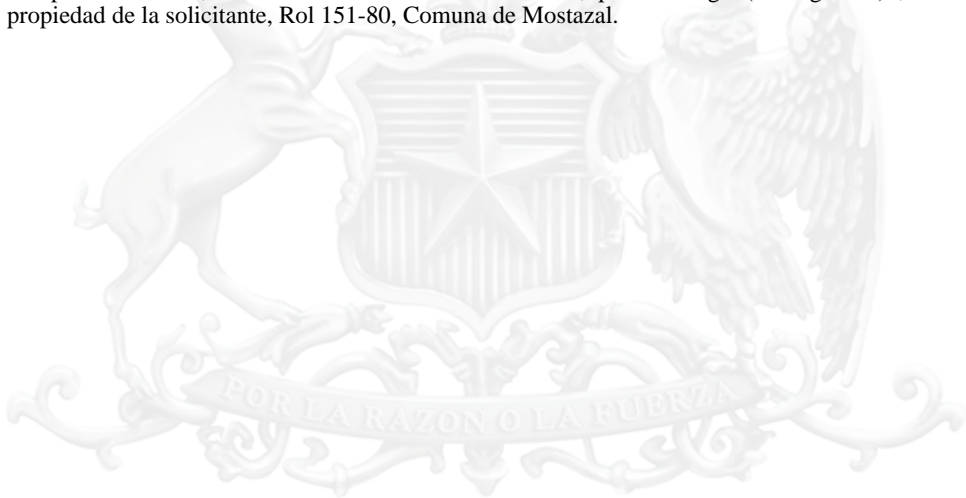 propiedad de la solicitante, Rol 151-80, Comuna de Mostazal.
POR LA RAZON O LA FUERZA